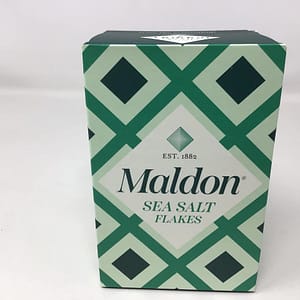 EST. 1882
Maldon®
SEA SALT
FLAKES